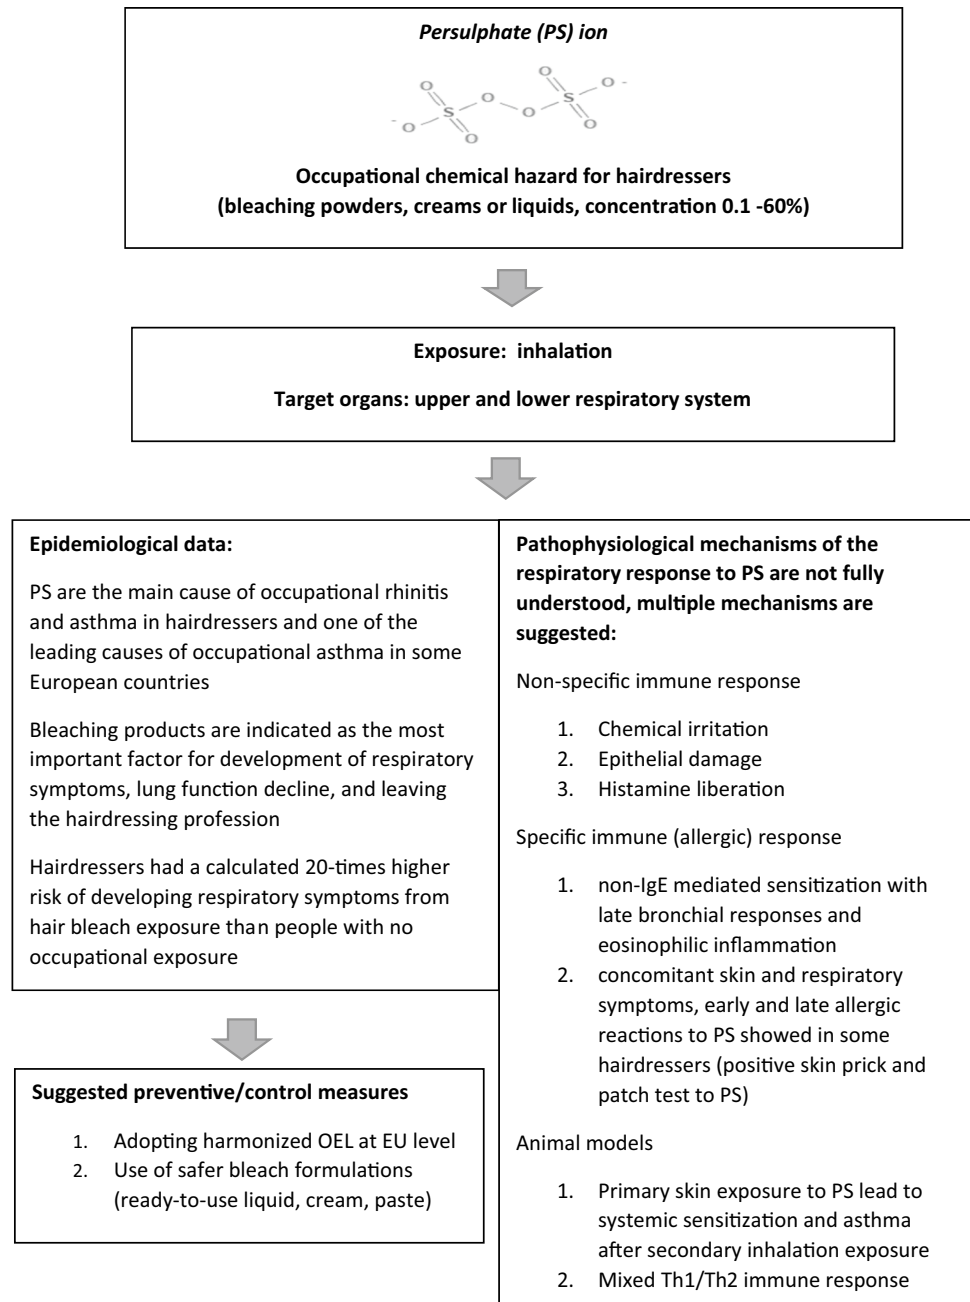 Persulphate (PS) ion
O
O
O -
S
O
O
S
- O
O
O
Occupational chemical hazard for hairdressers
(bleaching powders, creams or liquids, concentration 0.1 -60%)
Exposure: inhalation
Target organs: upper and lower respiratory system
Epidemiological data:
PS are the main cause of occupational rhinitis
and asthma in hairdressers and one of the
leading causes of occupational asthma in some
European countries
Bleaching products are indicated as the most
important factor for development of respiratory
symptoms, lung function decline, and leaving
the hairdressing profession
Hairdressers had a calculated 20-times higher
risk of developing respiratory symptoms from
hair bleach exposure than people with no
occupational exposure
Suggested preventive/control measures
1. Adopting harmonized OEL at EU level
2. Use of safer bleach formulations
(ready-to-use liquid, cream, paste)
Pathophysiological mechanisms of the
respiratory response to PS are not fully
understood, multiple mechanisms are
suggested:
Non-specific immune response
1. Chemical irritation
2. Epithelial damage
3. Histamine liberation
Specific immune (allergic) response
1. non-IgE mediated sensitization with
late bronchial responses and
eosinophilic inflammation
2. concomitant skin and respiratory
symptoms, early and late allergic
reactions to PS showed in some
hairdressers (positive skin prick and
patch test to PS)
Animal models
1. Primary skin exposure to PS lead to
systemic sensitization and asthma
after secondary inhalation exposure
2. Mixed Th1/Th2 immune response